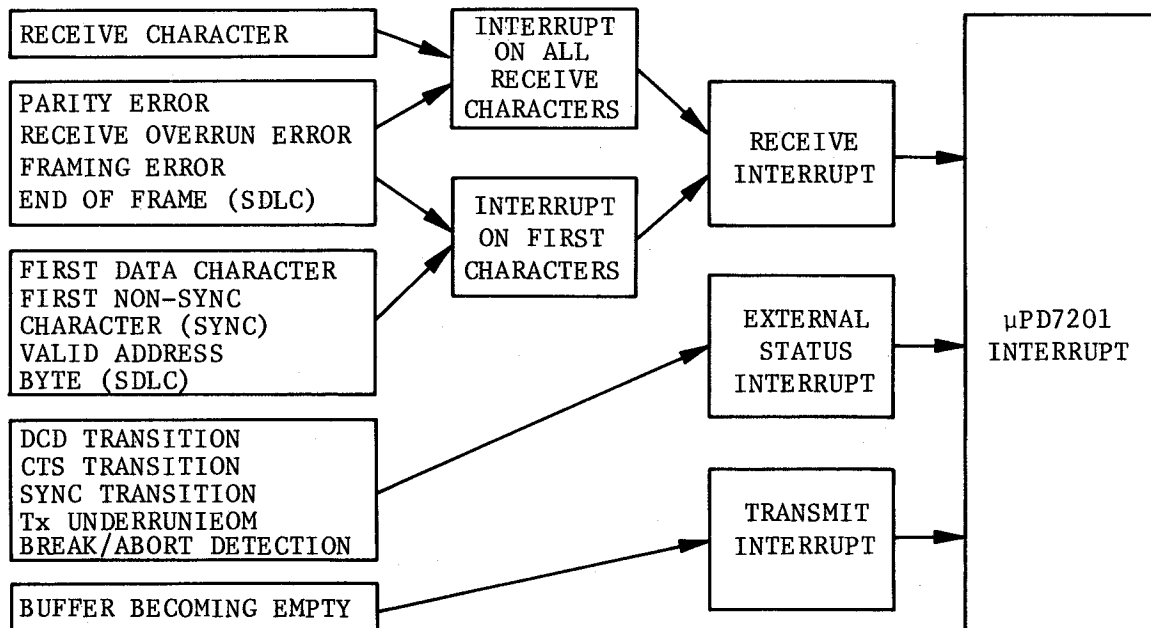 RECEIVE CHARACTER
PARITY ERROR
RECEIVE OVERRUN ERROR
FRAMING ERROR
END OF FRAME (SDLC)
FIRST DATA CHARACTER
FIRST NON-SYNC
CHARACTER (SYNC)
VALID ADDRESS
BYTE (SDLC)
DCD TRANSITION
CTS TRANSITION
SYNC TRANSITION
Tx UNDERRUNIEOM
BREAK/ABORT DETECTION
BUFFER BECOMING EMPTY
INTERRUPT
ON ALL
RECEIVE
CHARACTERS
INTERRUPT
ON FIRST
CHARACTERS
RECEIVE
INTERRUPT
EXTERNAL
STATUS
INTERRUPT
TRANSMIT
INTERRUPT
µPD7201
INTERRUPT